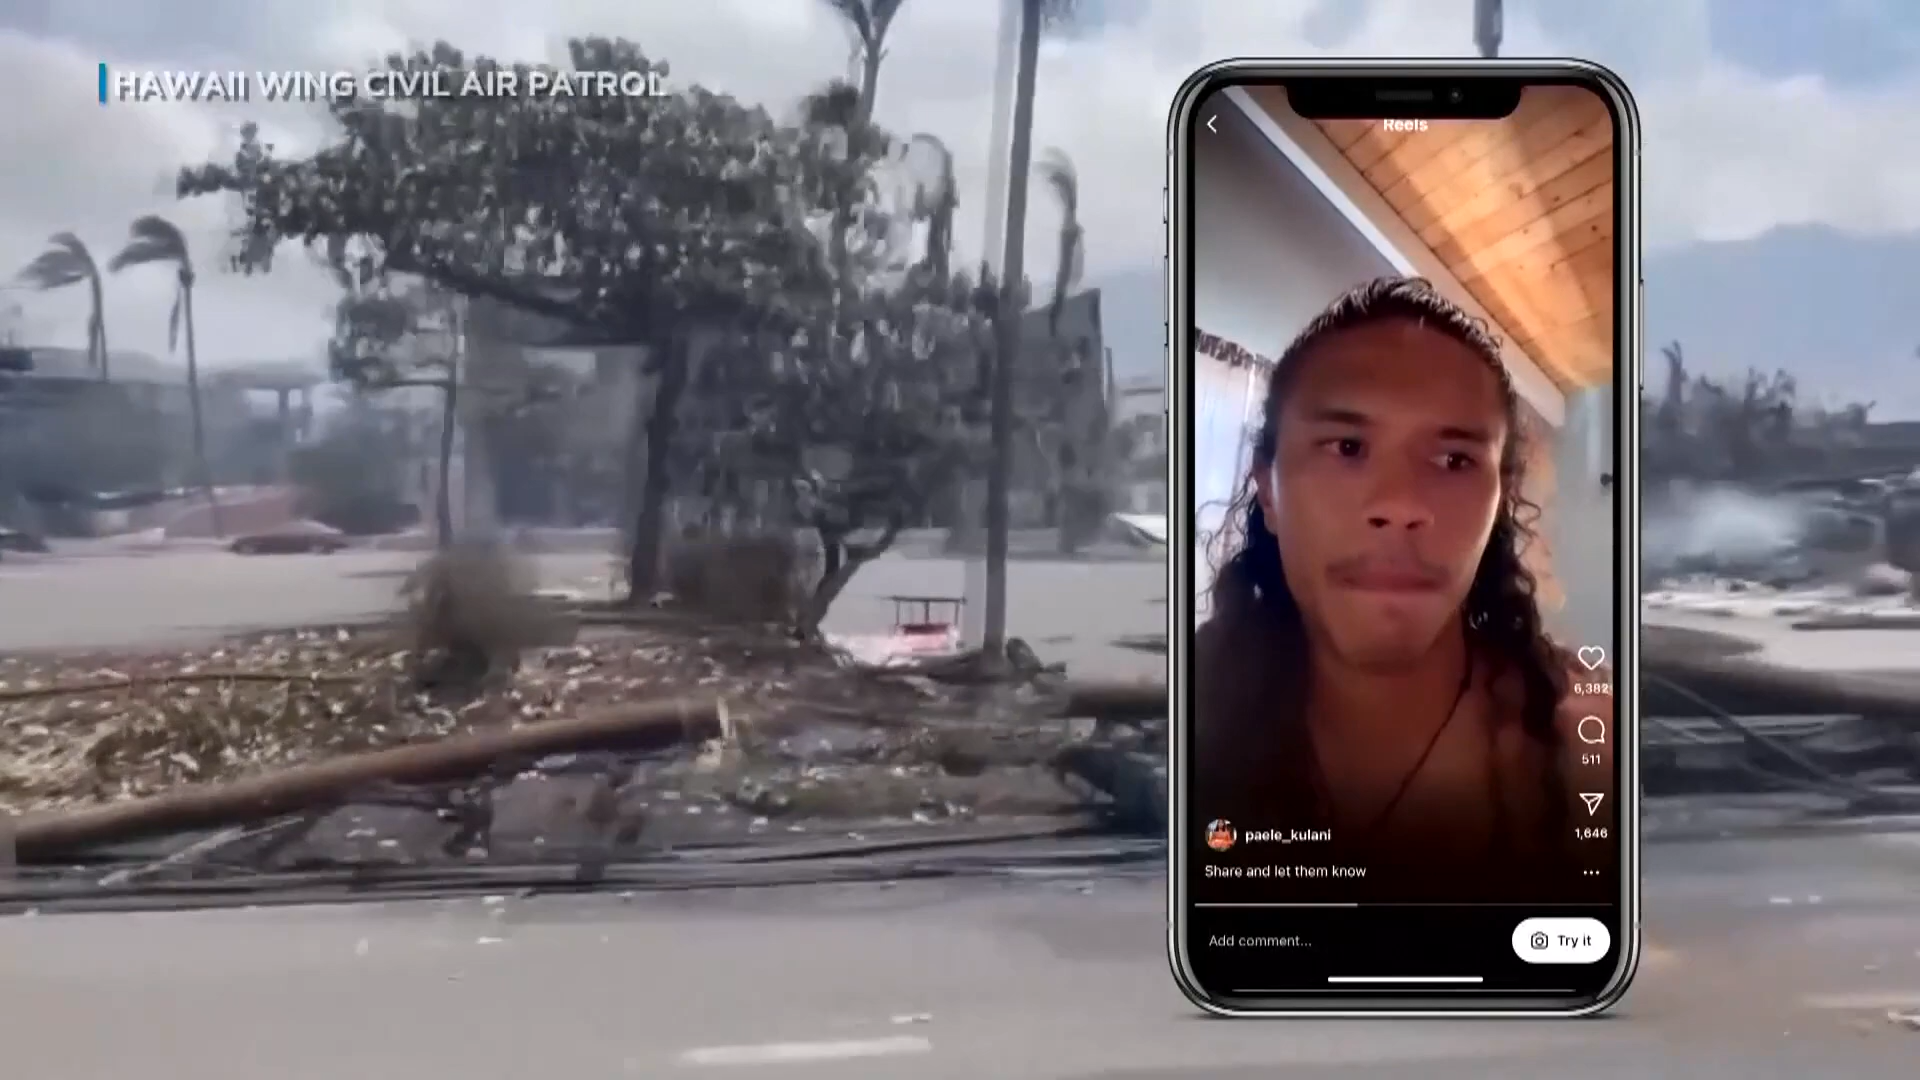 HAWAII WING CIVIL AIR PATROL
Reels
6,382
511
1,646
paele_kulani
Share and let them know
Add comment...
Try it